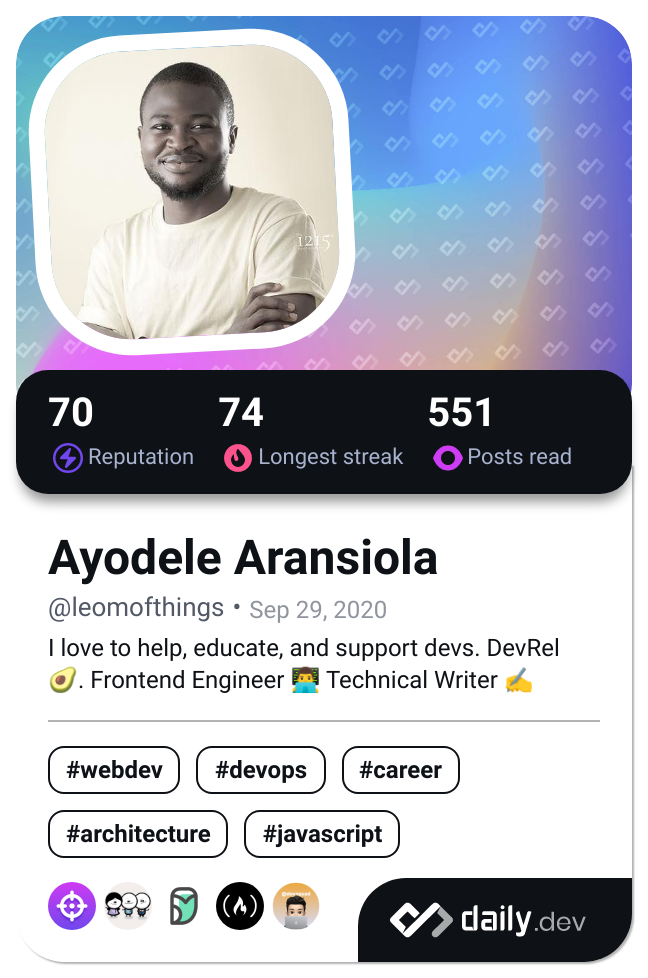 1215
70
74
551
Reputation
Longest streak
Posts read
Ayodele Aransiola
@leomofthings • Sep 29, 2020
I love to help, educate, and support devs. DevRel
🥑. Frontend Engineer 👨‍💻 Technical Writer ✍️
#webdev
#devops
#career
#architecture
#javascript
daily.dev